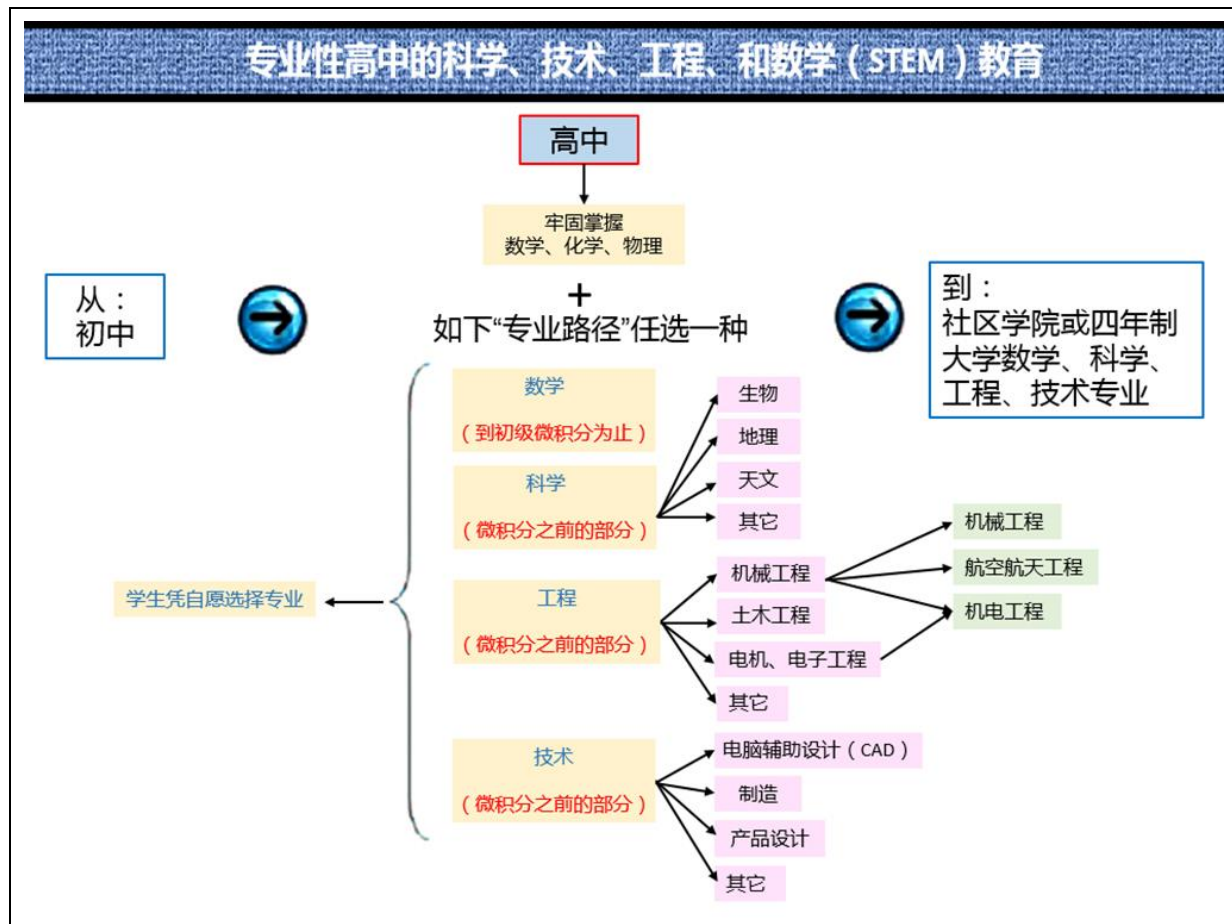 专业性高中的科学、技术、工程、和数学（STEM）教育
高中
牢固掌握
数学、化学、物理
+
如下“专业路径”任选一种
从：
初中
到：
社区学院或四年制
大学数学、科学、
工程、技术专业
学生凭自愿选择专业
数学
（到初级微积分为止）
科学
（微积分之前的部分）
生物
地理
天文
其它
工程
（微积分之前的部分）
机械工程
土木工程
电机、电子工程
其它
机械工程
航空航天工程
机电工程
技术
（微积分之前的部分）
电脑辅助设计（CAD）
制造
产品设计
其它